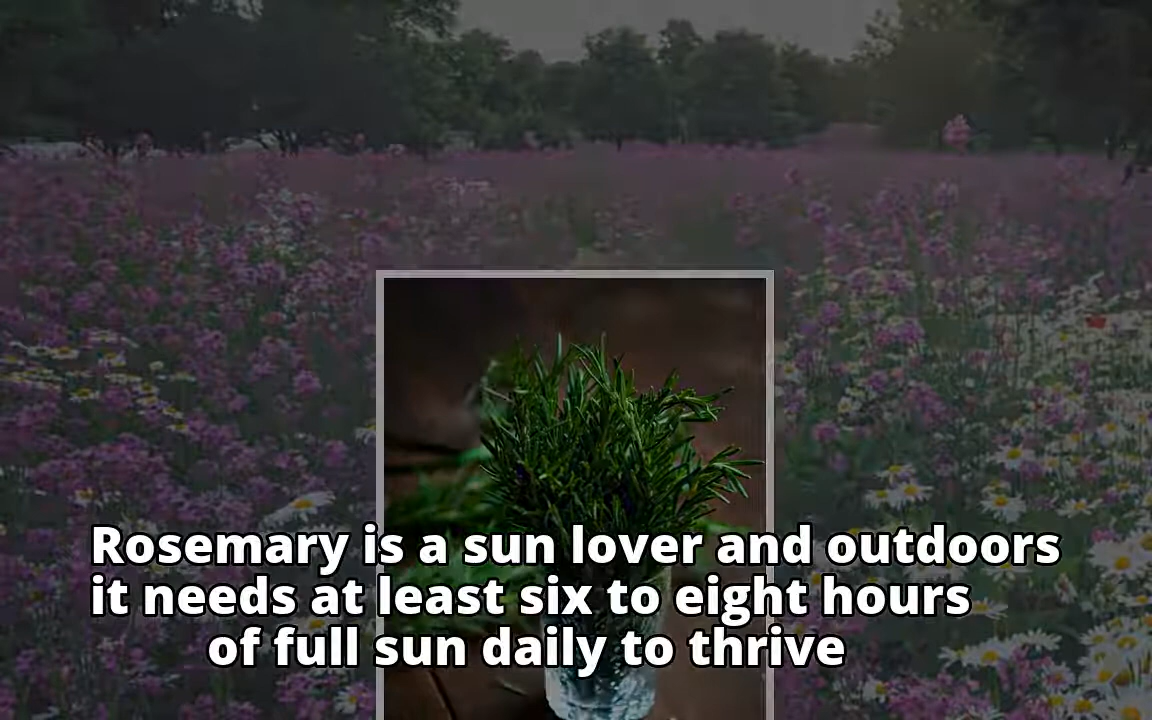 Rosemary is a sun lover and outdoors
it needs at least six to eight hours
of full sun daily to thrive